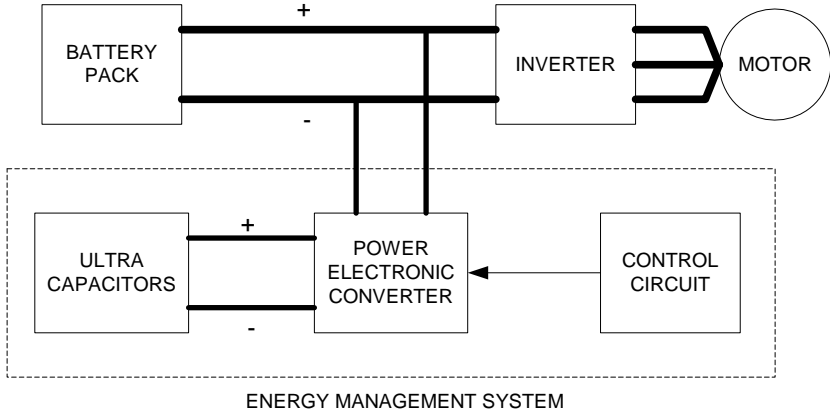 +
BATTERY
PACK
INVERTER
MOTOR
-
+
ULTRA
CAPACITORS
-
POWER
ELECTRONIC
CONVERTER
CONTROL
CIRCUIT
ENERGY MANAGEMENT SYSTEM